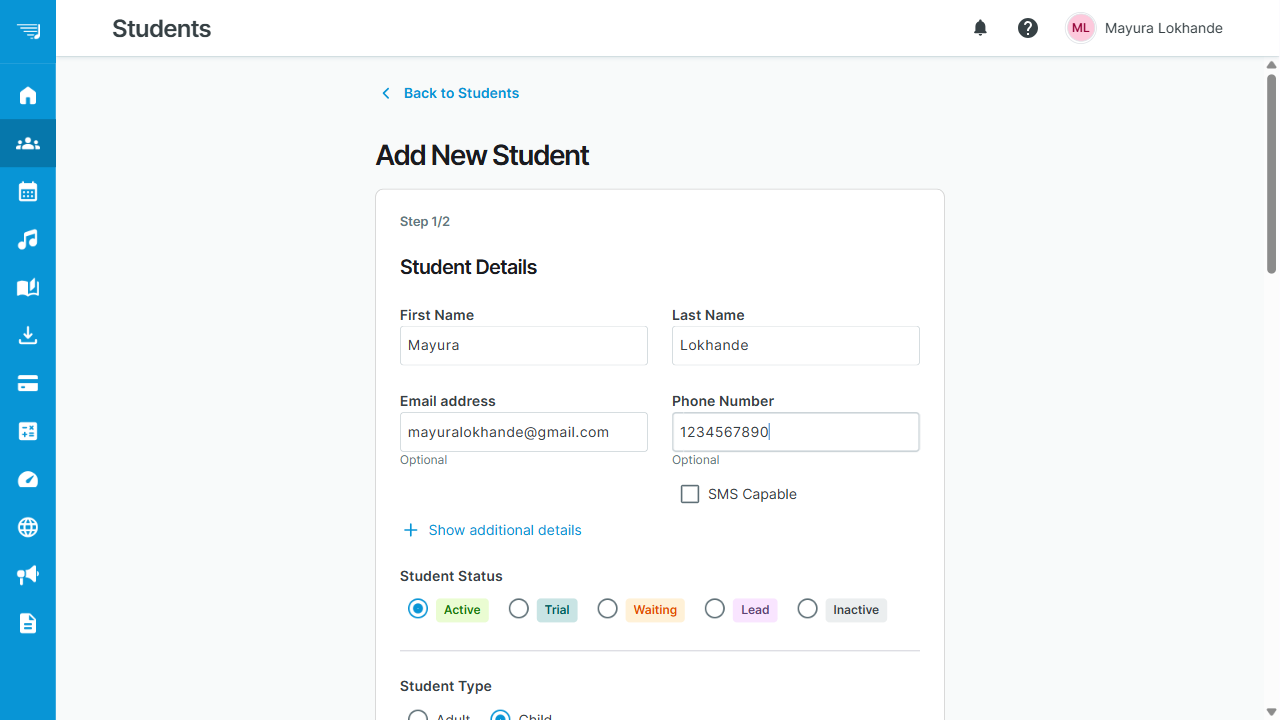 Students
ML Mayura Lokhande
Back to Students
Add New Student
Step 1/2
Student Details
First Name Last Name
Mayura Lokhande
Email address Phone Number
mayuralokhande@gmail.com 1234567890
Optional Optional
SMS Capable
Show additional details
Student Status
Active Trial Waiting Lead Inactive
Student Type
Adult Child